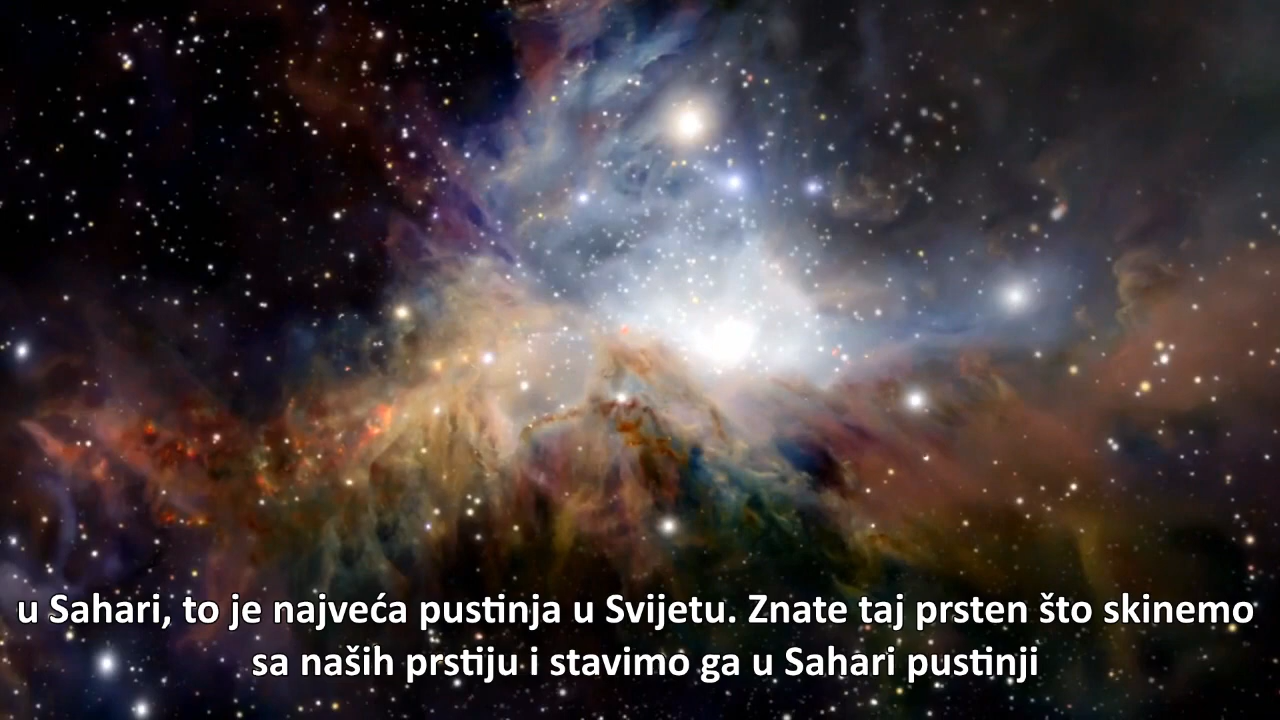 u Sahari, to je najveća pustinja u Svijetu. Znate taj prsten što skinemo
sa naših prstiju i stavimo ga u Sahari pustinji